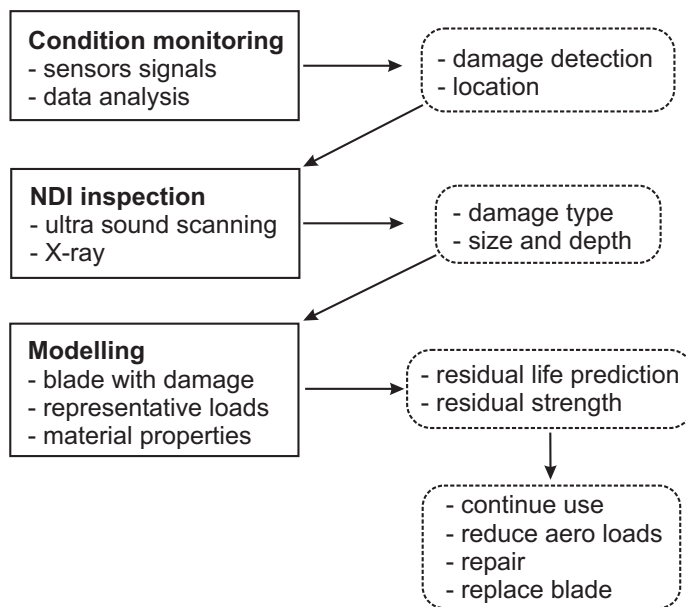 Condition monitoring
- sensors signals
- data analysis
- damage detection
- location
NDI inspection
- ultra sound scanning
- X-ray
- damage type
- size and depth
Modelling
- blade with damage
- representative loads
- material properties
- residual life prediction
- residual strength
- continue use
- reduce aero loads
- repair
- replace blade